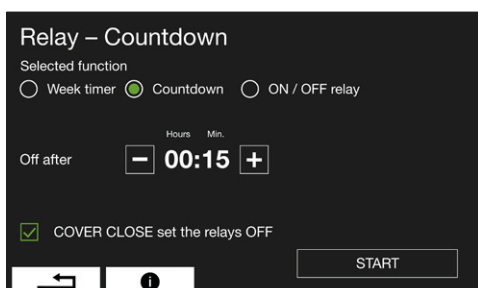 Relay – Countdown
Selected function
Week timer Countdown ON / OFF relay
Hours Min.
Off after − 00:15 +
COVER CLOSE set the relays OFF
START
i